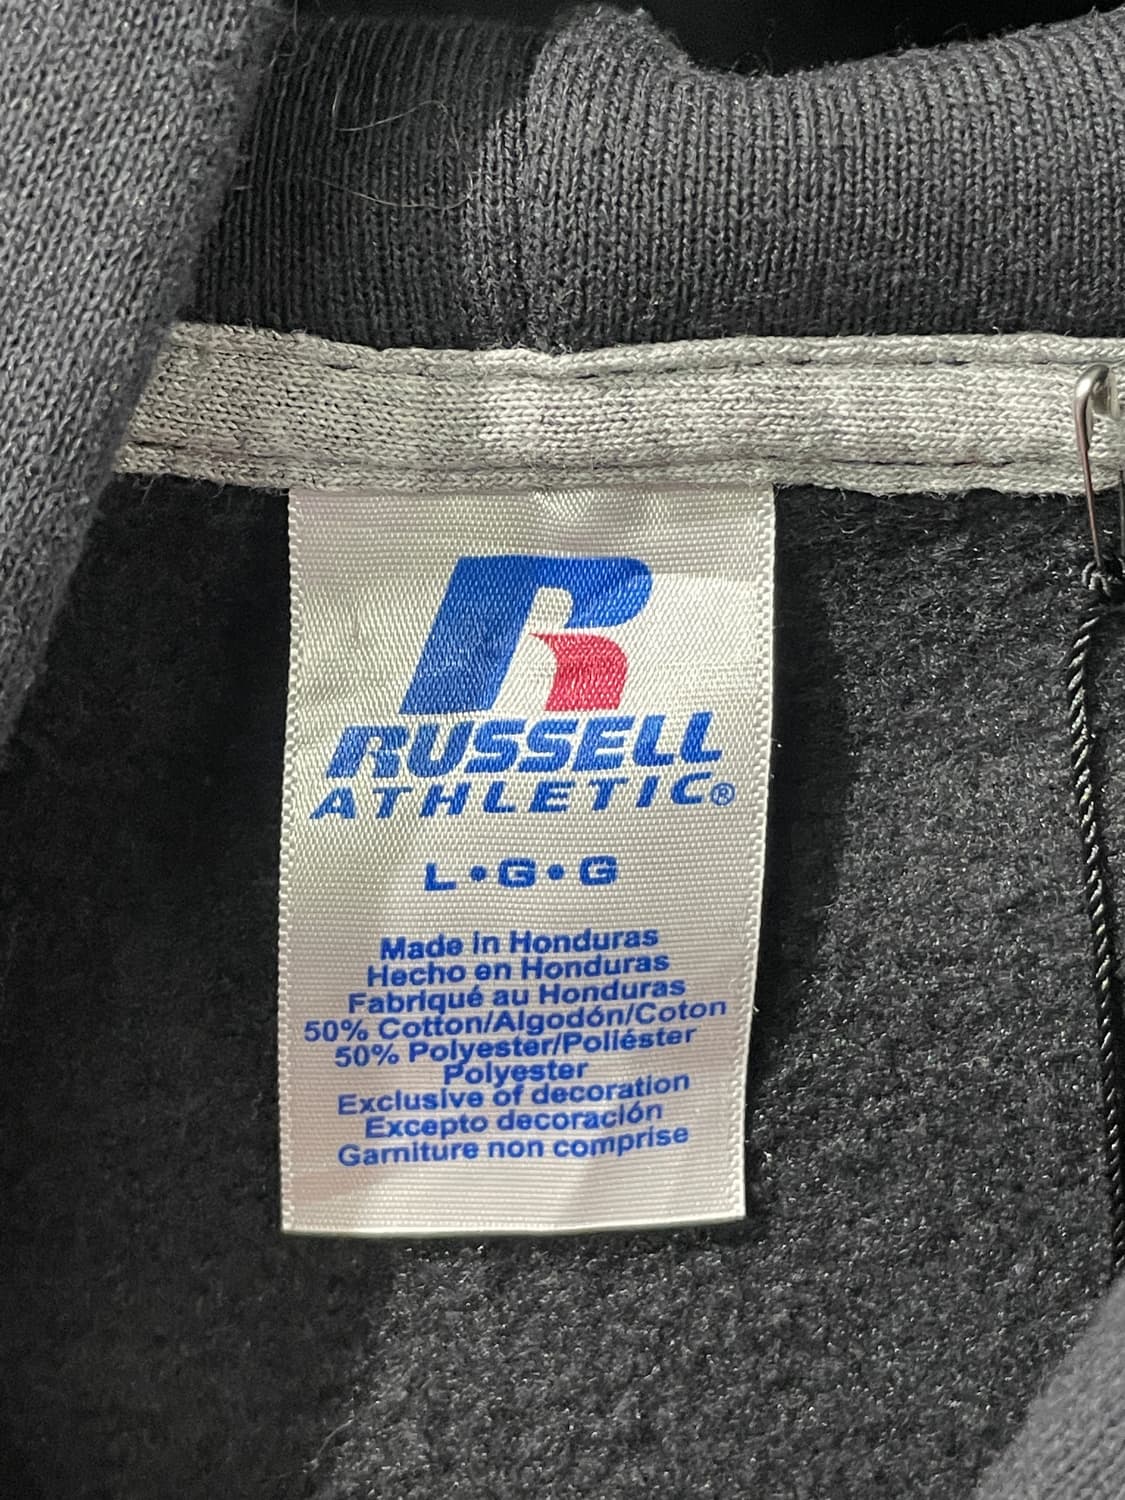 R
RUSSELL
ATHLETIC®
L•G•G
Made in Honduras
Hecho en Honduras
Fabriqué au Honduras
50% Cotton/Algodón/Coton
50% Polyester/Poliéster
Polyester
Exclusive of decoration
Excepto decoración
Garniture non comprise